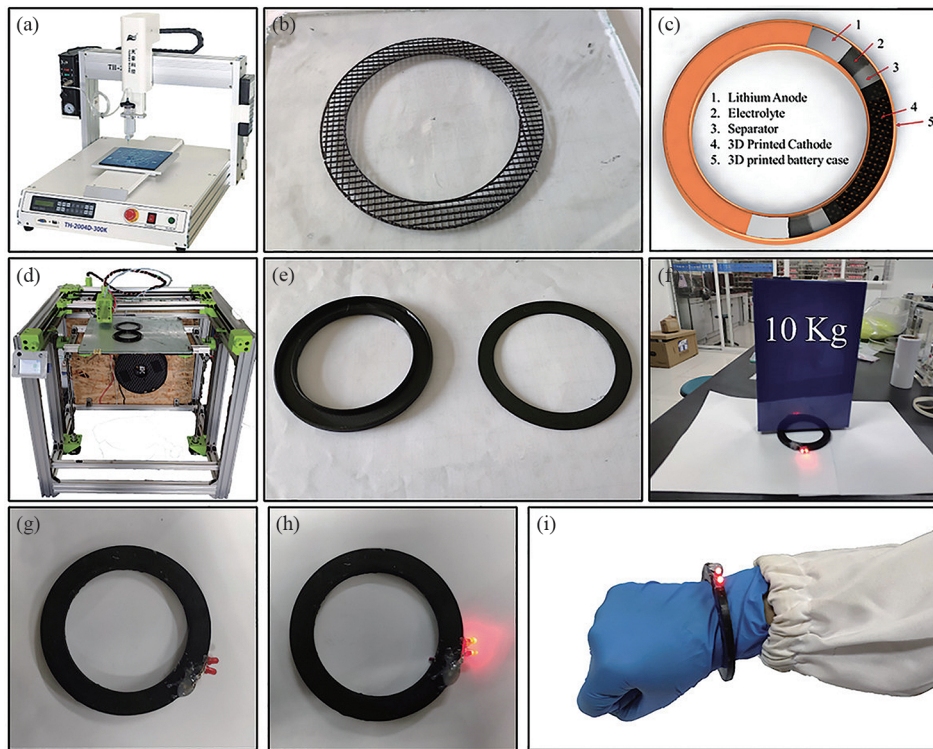 (a)
TH-2004D-300K
(b)
(c)
1
2
3
4
5
1. Lithium Anode
2. Electrolyte
3. Separator
4. 3D Printed Cathode
5. 3D printed battery case
(d)
(e)
(f)
10 Kg
(g)
(h)
(i)